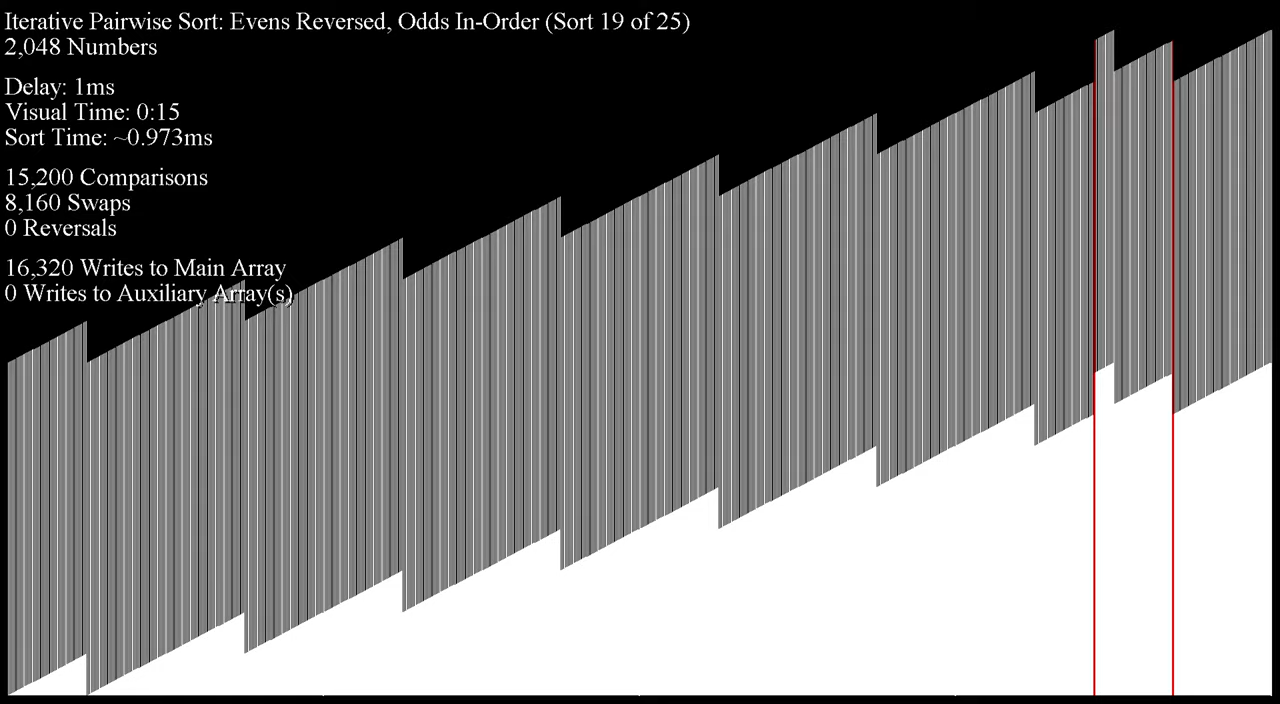 Iterative Pairwise Sort: Evens Reversed, Odds In-Order (Sort 19 of 25)
2,048 Numbers
Delay: 1ms
Visual Time: 0:15
Sort Time: ~0.973ms
15,200 Comparisons
8,160 Swaps
0 Reversals
16,320 Writes to Main Array
0 Writes to Auxiliary Array(s)